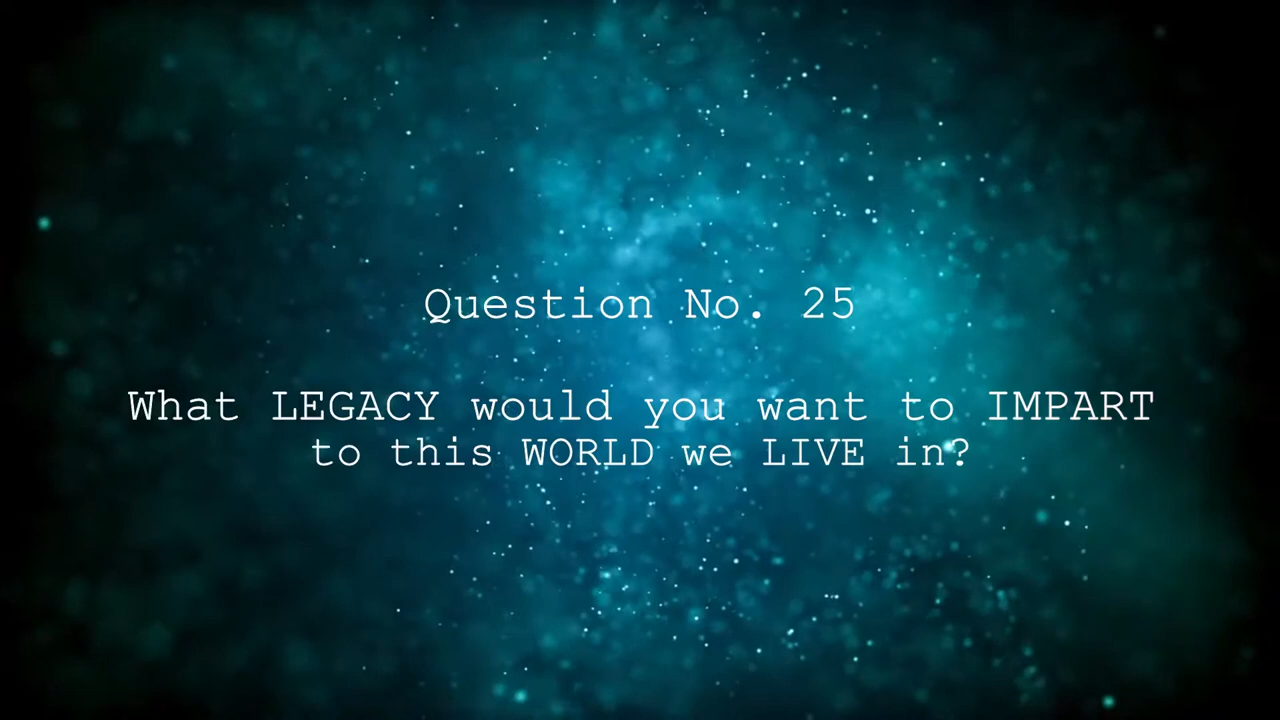 Question No. 25
What LEGACY would you want to IMPART
to this WORLD we LIVE in?